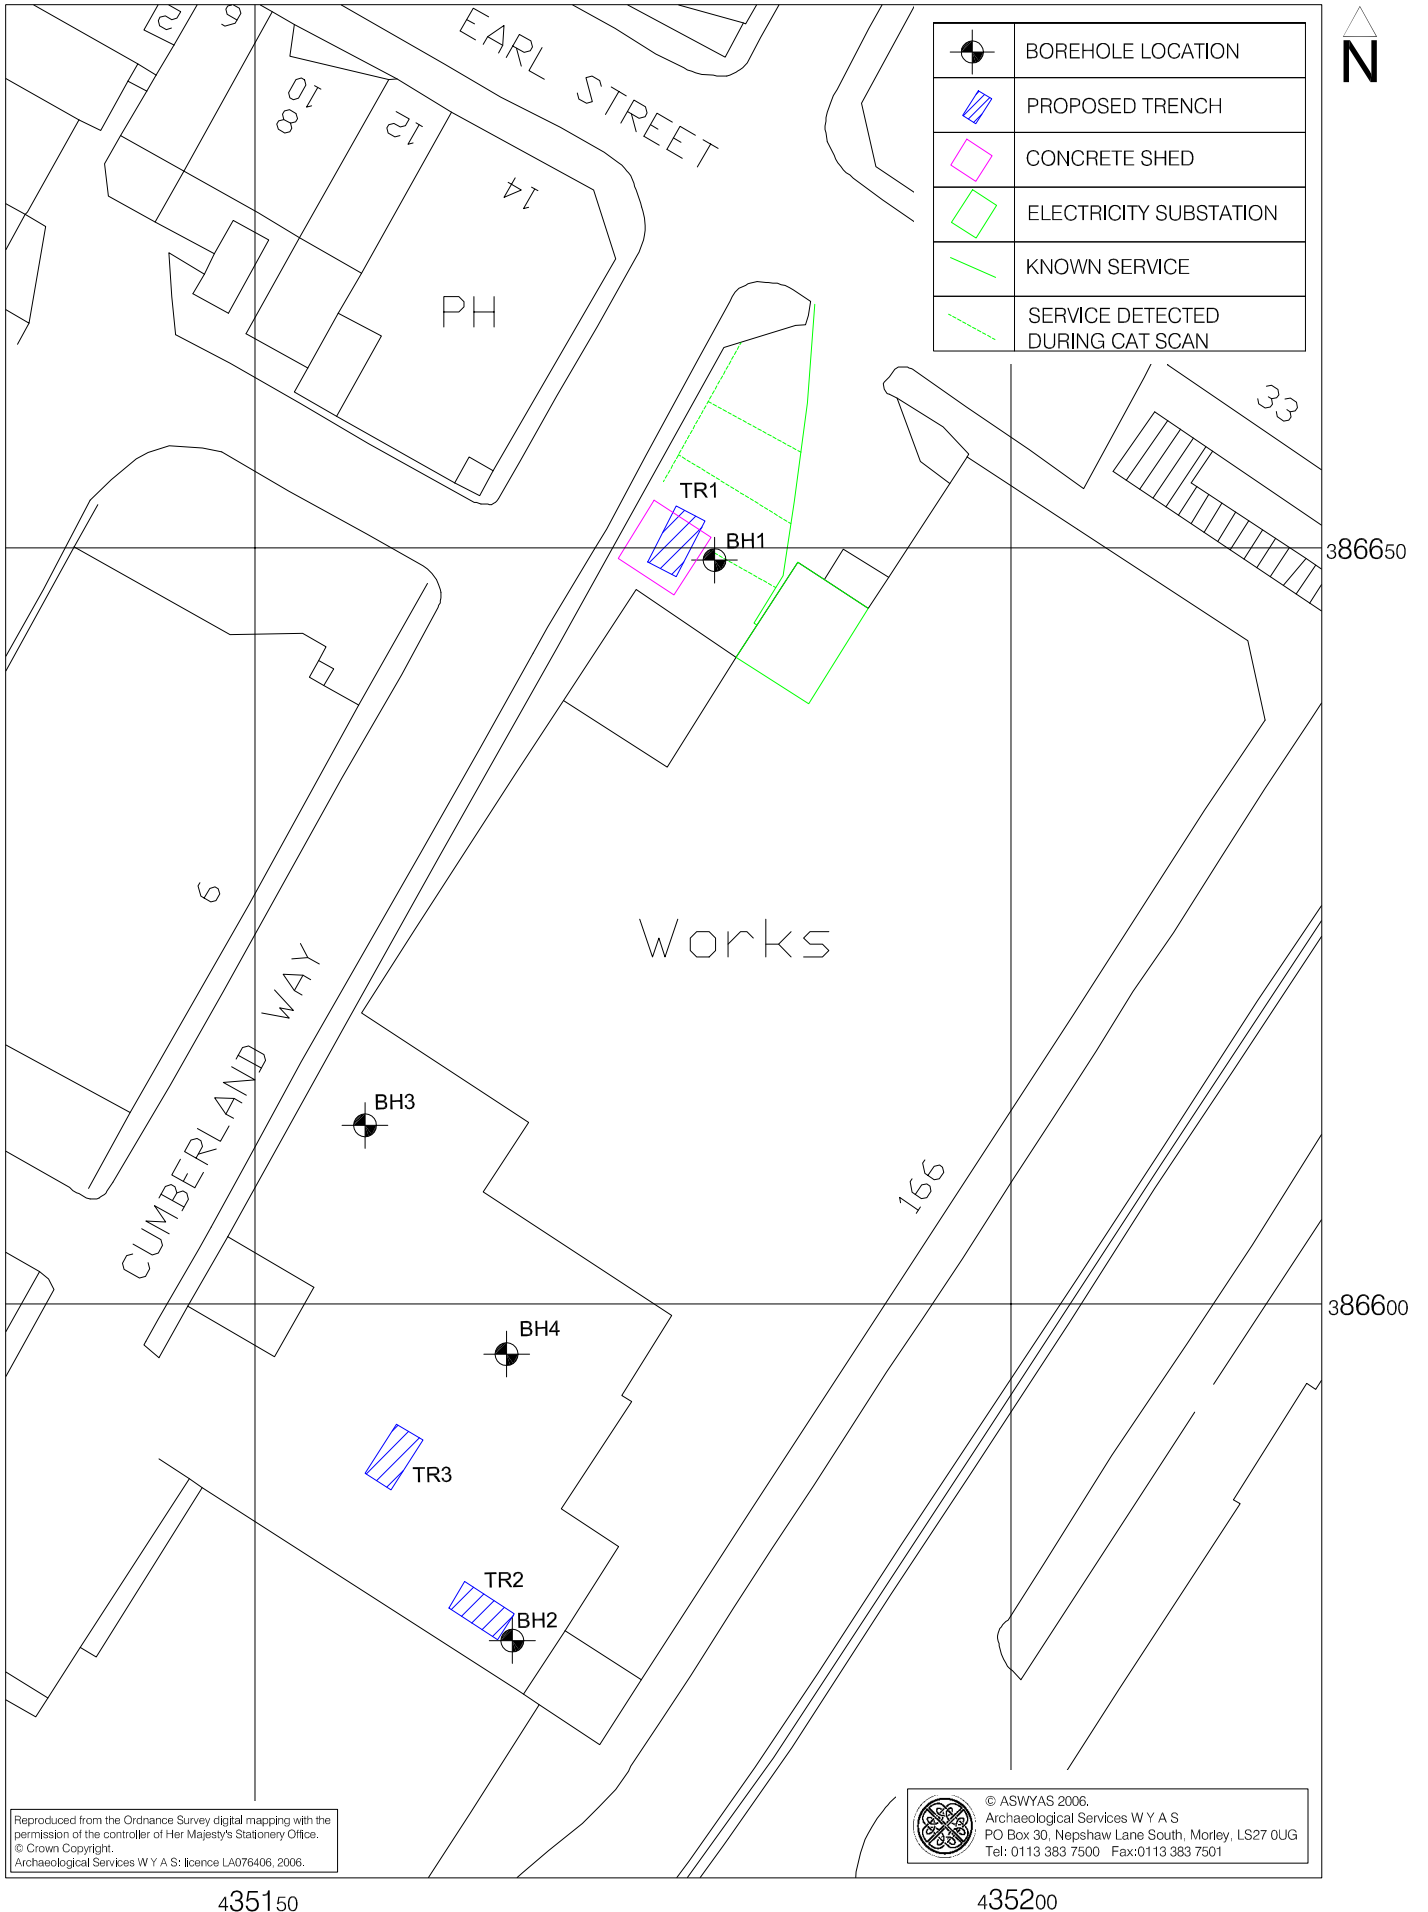 EARL STREET
2
6
8
10
12
14
PH
N
BOREHOLE LOCATION
PROPOSED TRENCH
CONCRETE SHED
ELECTRICITY SUBSTATION
KNOWN SERVICE
SERVICE DETECTED
DURING CAT SCAN
33
TR1
BH1
386650
6
Works
CUMBERLAND WAY
BH3
166
386600
BH4
TR3
TR2
BH2
Reproduced from the Ordnance Survey digital mapping with the
permission of the controller of Her Majesty's Stationery Office.
© Crown Copyright.
Archaeological Services W Y A S: licence LA076406, 2006.
© ASWYAS 2006.
Archaeological Services W Y A S
PO Box 30, Nepshaw Lane South, Morley, LS27 0UG
Tel: 0113 383 7500 Fax:0113 383 7501
435150
435200